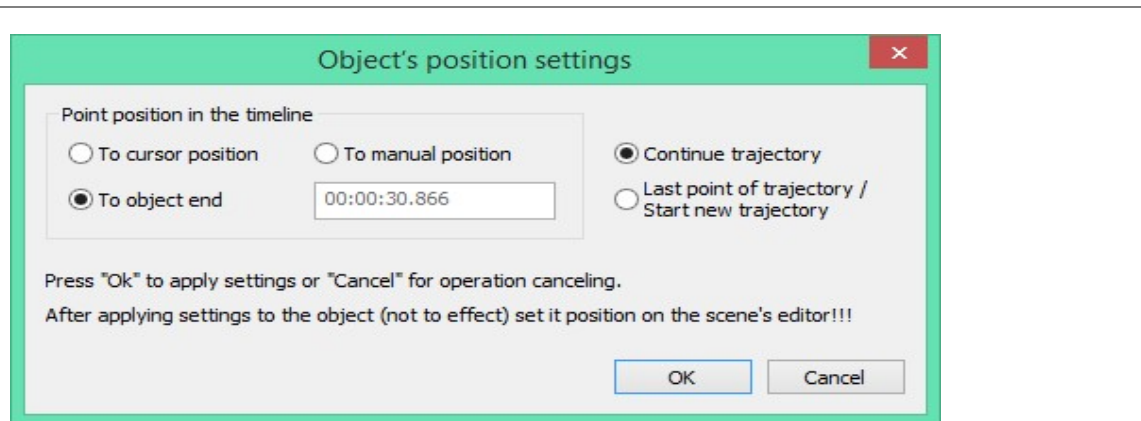 Object's position settings
Point position in the timeline
To cursor position
To manual position
Continue trajectory
To object end
00:00:30.866
Last point of trajectory /
Start new trajectory
Press "Ok" to apply settings or "Cancel" for operation canceling.
After applying settings to the object (not to effect) set it position on the scene's editor!!!
OK
Cancel